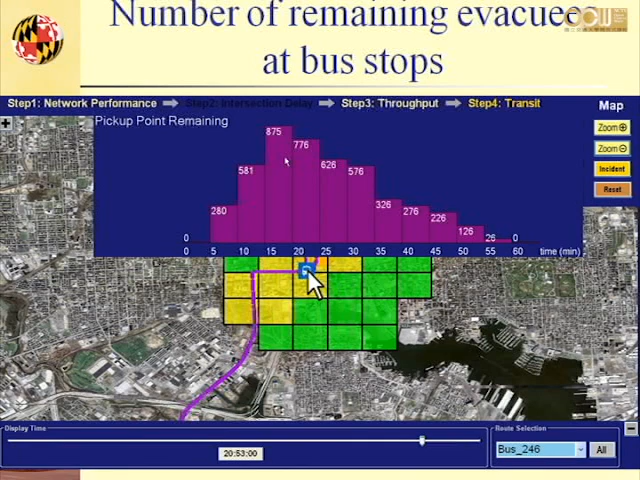 Number of remaining evacuees
at bus stops
Step1: Network Performance Step2: Intersection Delay Step3: Throughput Step4: Transit Map
+
Pickup Point Remaining
Zoom⊕
Zoom⊖
Incident
Reset
0 280 581 875 776 626 576 326 276 226 126 26 0
0 5 10 15 20 25 30 35 40 45 50 55 60 time (min)
Display Time
20:53:00
Route Selection
Bus_246 All